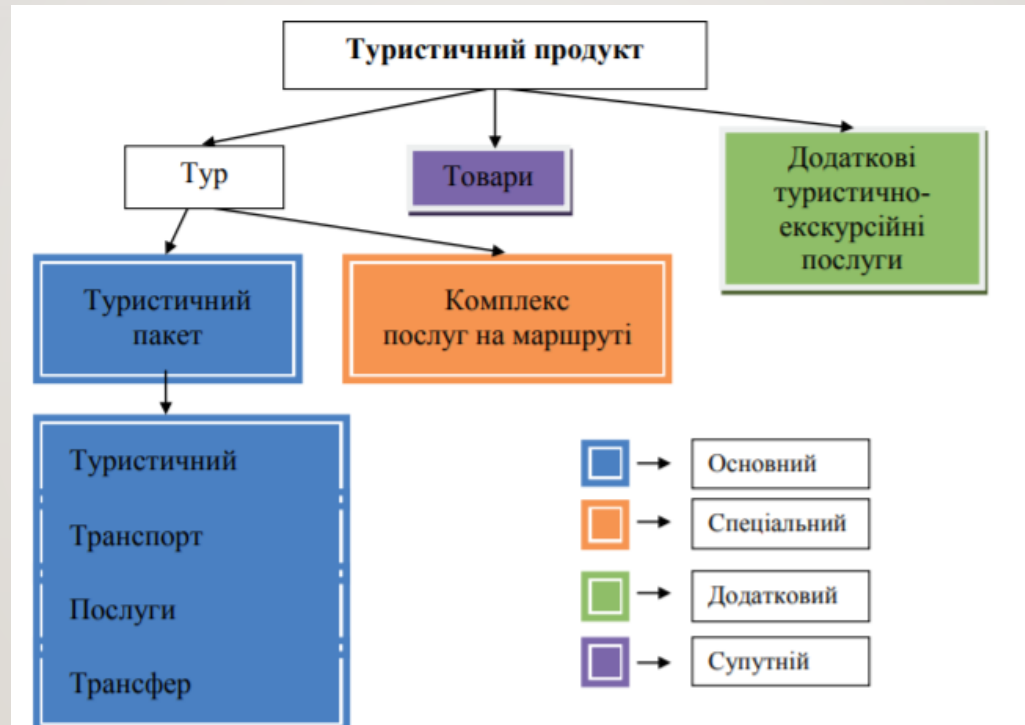 Туристичний продукт
Тур
Товари
Додаткові
туристично-
екскурсійні
послуги
Туристичний
пакет
Комплекс
послуг на маршруті
Туристичний
Транспорт
Послуги
Трансфер
Основний
Спеціальний
Додатковий
Супутній